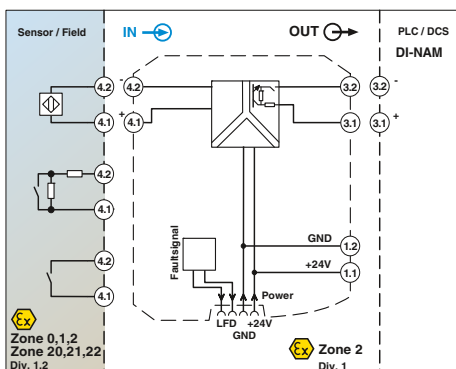 Sensor / Field
IN
OUT
PLC / DCS
DI-NAM
4.2
-
4.2
3.2
3.2
-
4.1
+
4.1
3.1
3.1
+
4.2
4.1
Faultsignal
GND
1.2
4.2
+24V
1.1
4.1
Power
LFD
+24V
GND
Ex
Zone 0,1,2
Zone 20,21,22
Div. 1,2
Ex
Zone 2
Div. 1